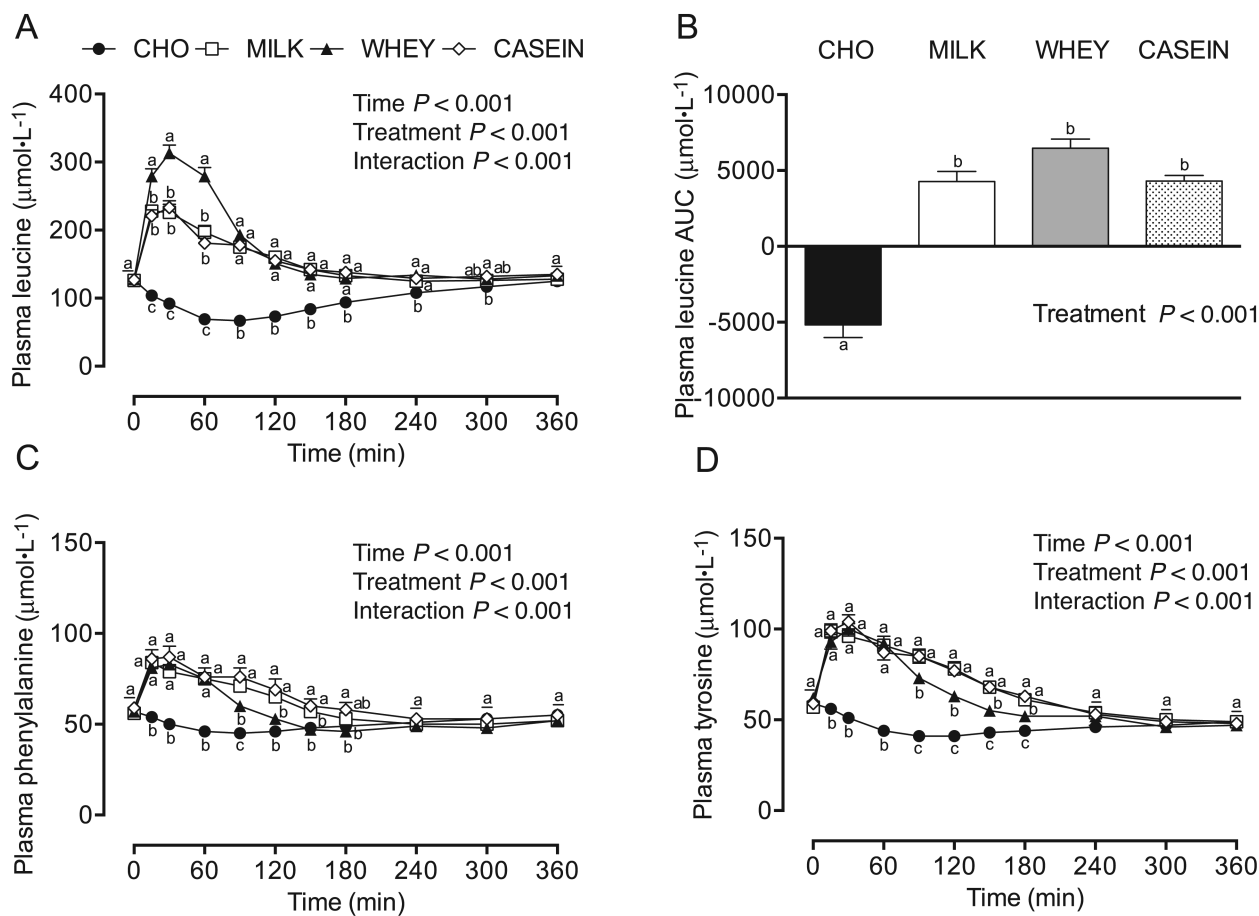 A
CHO MILK WHEY CASEIN
Plasma leucine (μmol•L-1)
400
300
200
100
0
Time P < 0.001
Treatment P < 0.001
Interaction P < 0.001
a a a a a a a a a a a a
b b b b a a a a a a ab ab
b b b a a a a a
c c c b b b b b b
0 60 120 180 240 300 360
Time (min)
B
CHO MILK WHEY CASEIN
Plasma leucine AUC (μmol•L-1)
10000
5000
0
-5000
-10000
a
b
b
b
Treatment P < 0.001
C
Plasma phenylalanine (μmol•L-1)
150
100
50
0
Time P < 0.001
Treatment P < 0.001
Interaction P < 0.001
a a a a a a a a ab a a a
a a a a a a a
b b b b b b b b b
0 60 120 180 240 300 360
Time (min)
D
Plasma tyrosine (μmol•L-1)
150
100
50
0
Time P < 0.001
Treatment P < 0.001
Interaction P < 0.001
a a a a a a a a a a a
a a a a a a a a
b b b b
b b b c c c c
0 60 120 180 240 300 360
Time (min)